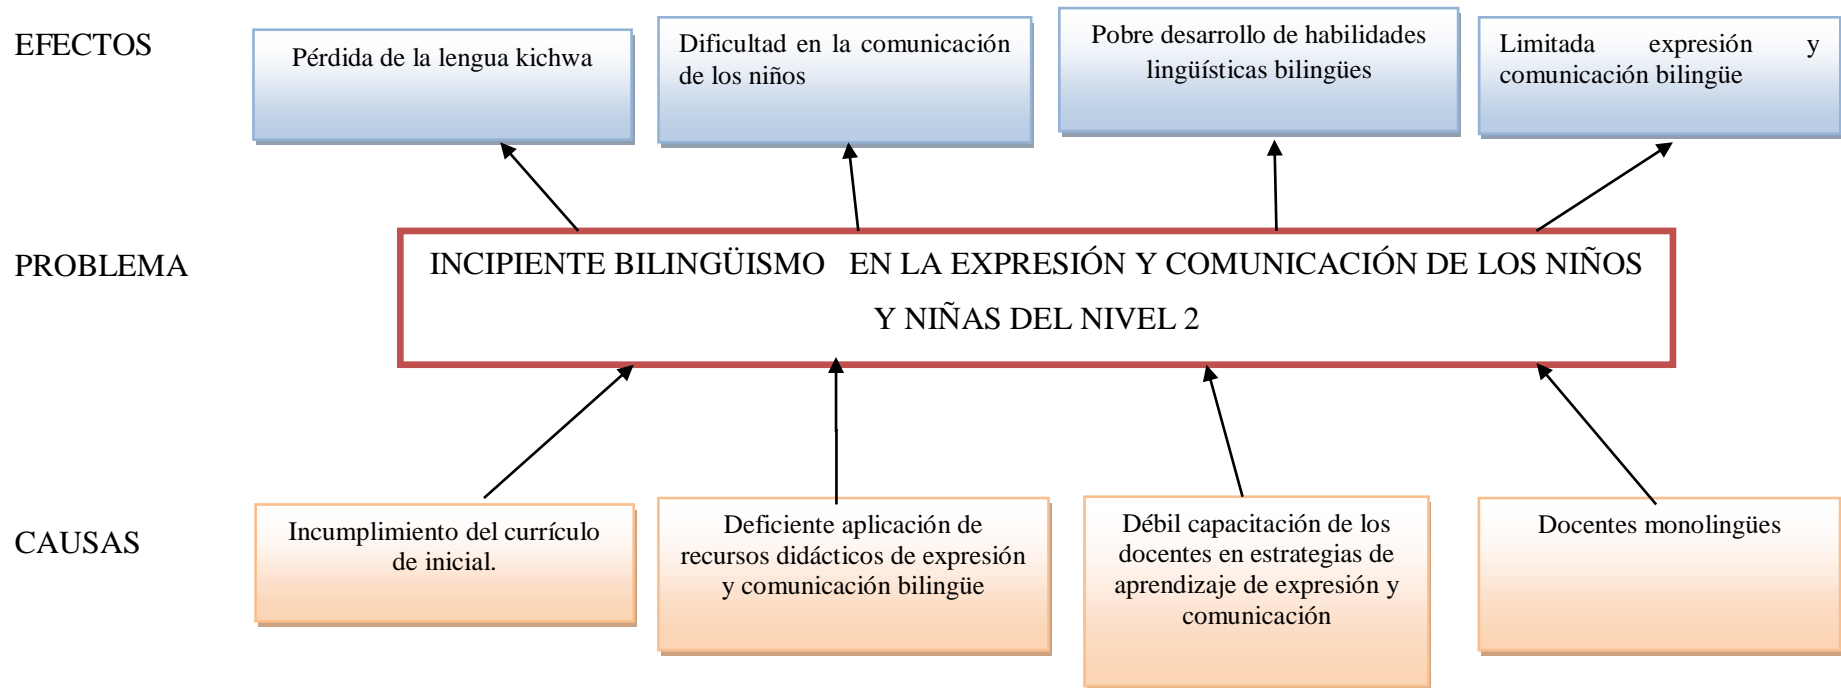 EFECTOS
Pérdida de la lengua kichwa
Dificultad en la comunicación
de los niños
Pobre desarrollo de habilidades
lingüísticas bilingües
Limitada expresión y
comunicación bilingüe
PROBLEMA
INCIPIENTE BILINGÜISMO EN LA EXPRESIÓN Y COMUNICACIÓN DE LOS NIÑOS
Y NIÑAS DEL NIVEL 2
CAUSAS
Incumplimiento del currículo
de inicial.
Deficiente aplicación de
recursos didácticos de expresión
y comunicación bilingüe
Débil capacitación de los
docentes en estrategias de
aprendizaje de expresión y
comunicación
Docentes monolingües